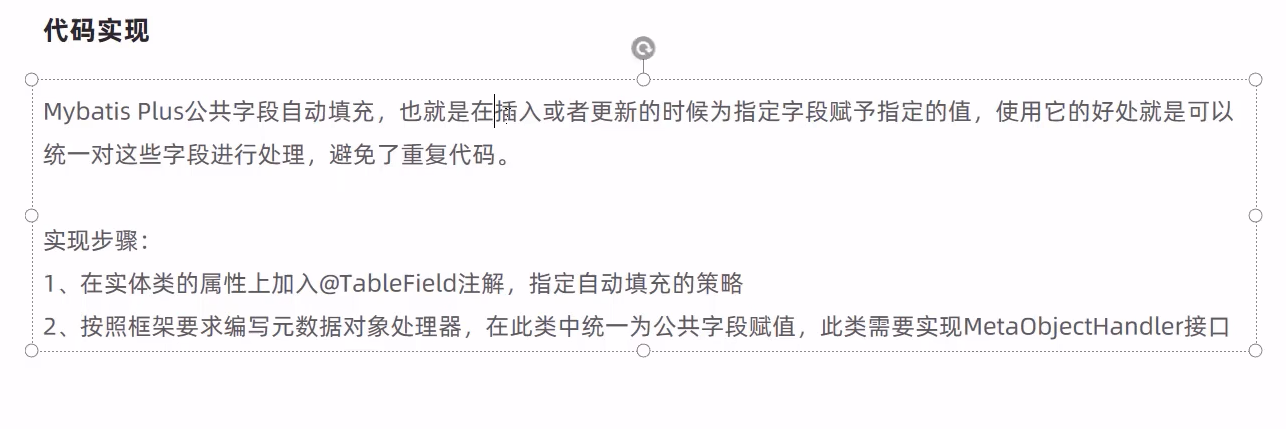 代码实现
Mybatis Plus公共字段自动填充，也就是在插入或者更新的时候为指定字段赋予指定的值，使用它的好处就是可以
统一对这些字段进行处理，避免了重复代码。
实现步骤：
1、在实体类的属性上加入@TableField注解，指定自动填充的策略
2、按照框架要求编写元数据对象处理器，在此类中统一为公共字段赋值，此类需要实现MetaObjectHandler接口